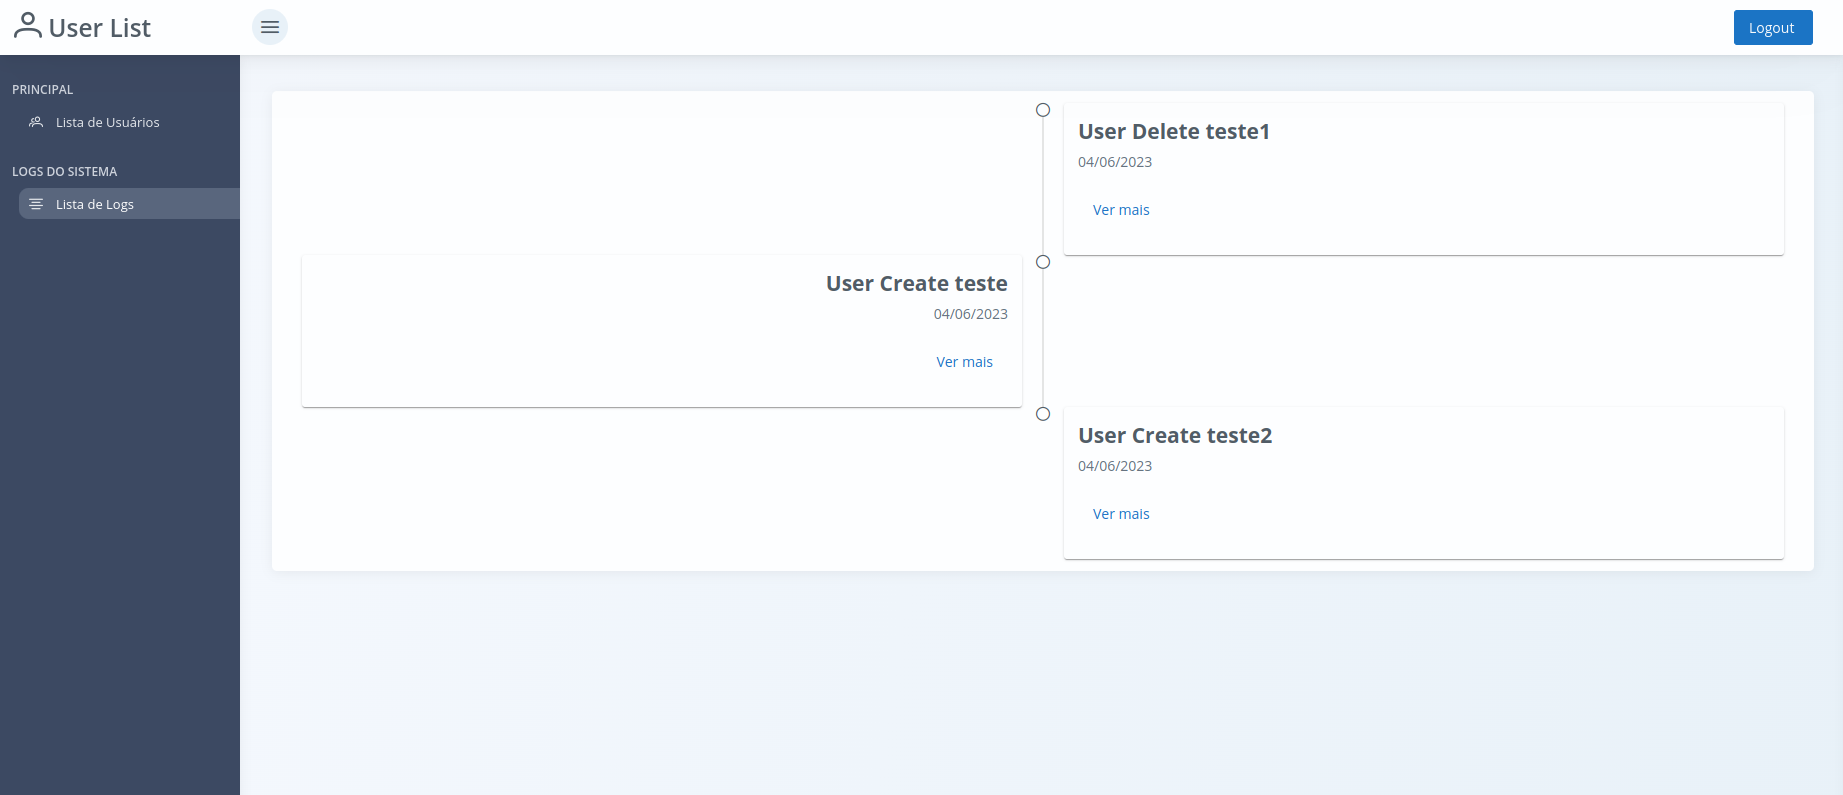 User List
Logout
PRINCIPAL
Lista de Usuários
LOGS DO SISTEMA
Lista de Logs
User Delete teste1
04/06/2023
Ver mais
User Create teste
04/06/2023
Ver mais
User Create teste2
04/06/2023
Ver mais